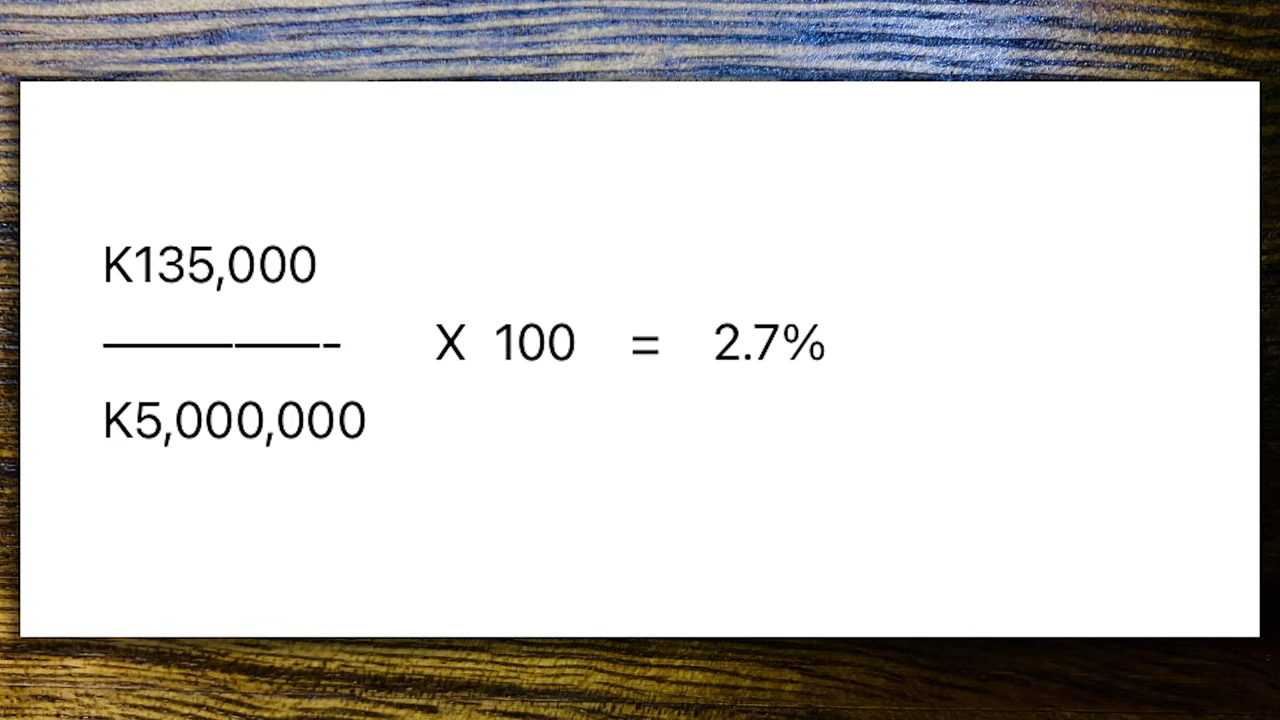 K135,000
————— X 100 = 2.7%
K5,000,000